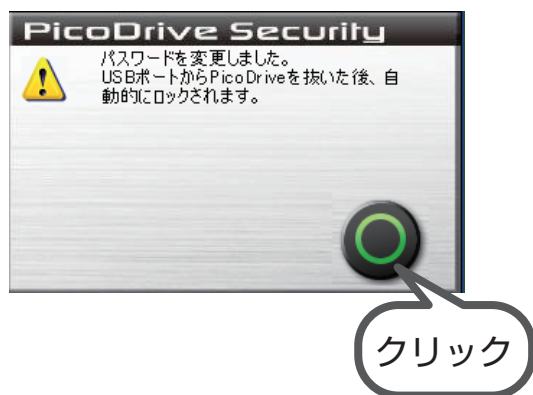 PicoDrive Security
パスワードを変更しました。
USBポートからPicoDriveを抜いた後、自
動的にロックされます。
クリック